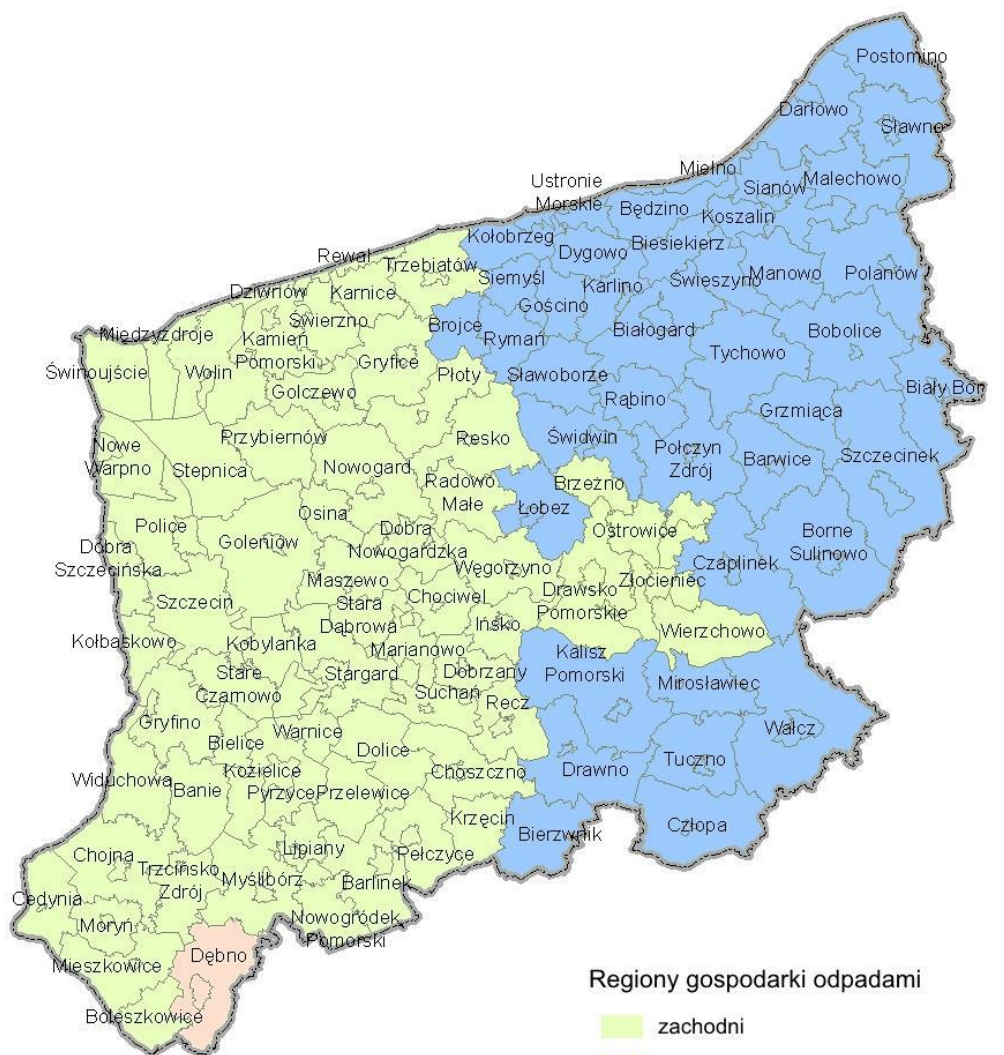 Postomino
Darłowo
Sławno
Mielno
Ustronie
Morskie
Sianów
Malechowo
Będzino
Koszalin
Kołobrzeg
Dygowo
Biesiekierz
Rewal
Trzebiatów
Siemyśl
Karlino
Świeszyno
Manowo
Polanów
Dziwnów
Karnice
Gościno
Międzyzdroje
Kamień
Pomorski
Świerzno
Brojce
Rymań
Białogard
Bobolice
Tychowo
Świnoujście
Wolin
Golczewo
Gryfice
Płoty
Sławoborze
Rąbino
Grzmiąca
Biały Bór
Nowe
Warpno
Stepnica
Przybiernów
Nowogard
Resko
Świdwin
Połczyn
Zdrój
Barwice
Szczecinek
Radowo
Małe
Łobez
Brzeżno
Police
Goleniów
Osina
Dobra
Nowogardzka
Ostrowice
Borne
Sulinowo
Czaplinek
Dobra
Szczecińska
Maszewo
Węgorzyno
Drawsko
Pomorskie
Złocieniec
Szczecin
Stara
Dąbrowa
Chociwel
Ińsko
Wierzchowo
Kołbaskowo
Kobylanka
Marianowo
Kalisz
Pomorski
Stare
Czarnowo
Stargard
Dobrzany
Suchań
Mirosławiec
Recz
Gryfino
Bielice
Warnice
Dolice
Wałcz
Widuchowa
Banie
Kozielice
Pyrzyce
Przelewice
Choszczno
Drawno
Tuczno
Krzęcin
Bierzwnik
Człopa
Chojna
Trzcińsko
Zdrój
Myślibórz
Lipiany
Pełczyce
Barlinek
Cedynia
Moryń
Nowogródek
Pomorski
Mieszkowice
Dębno
Boleszkowice
Regiony gospodarki odpadami
zachodni